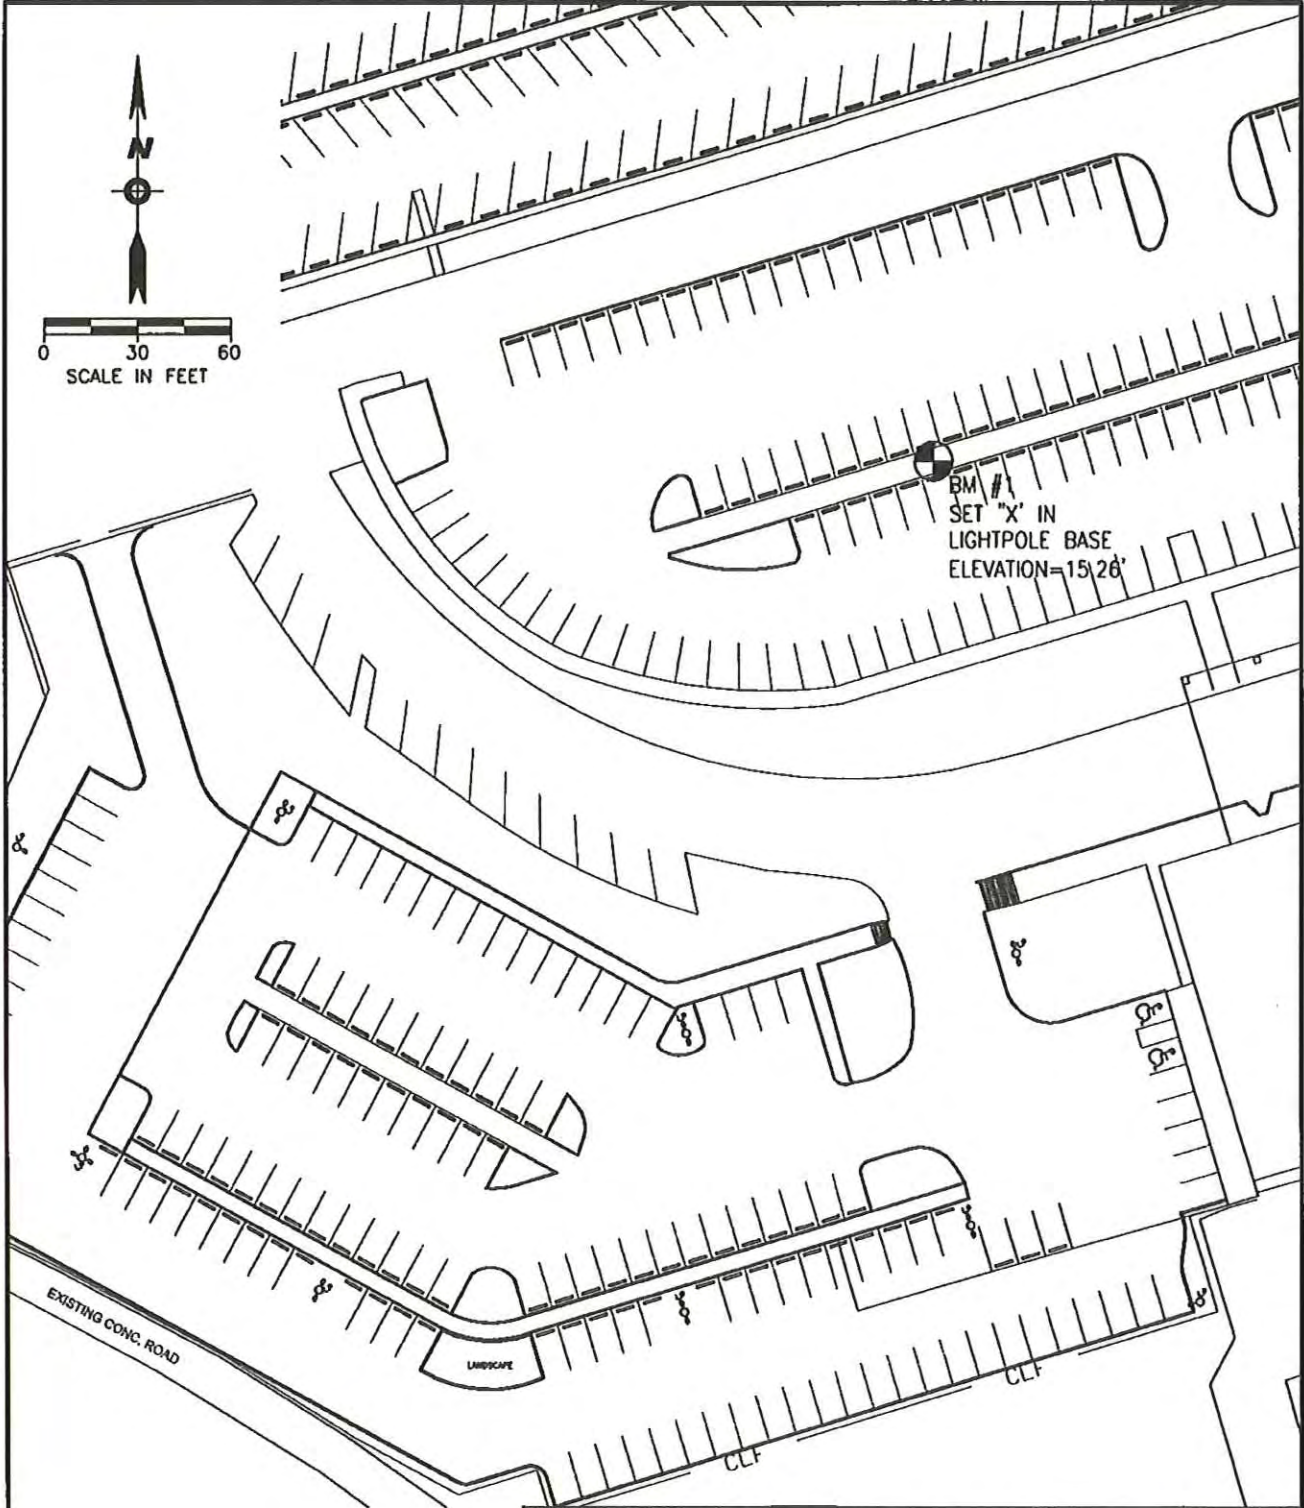 N
0 30 60
SCALE IN FEET
BM #1
SET "X' IN
LIGHTPOLE BASE
ELEVATION=15.26'
EXISTING CONC. ROAD
LANDSCAPE
CLF
CLF